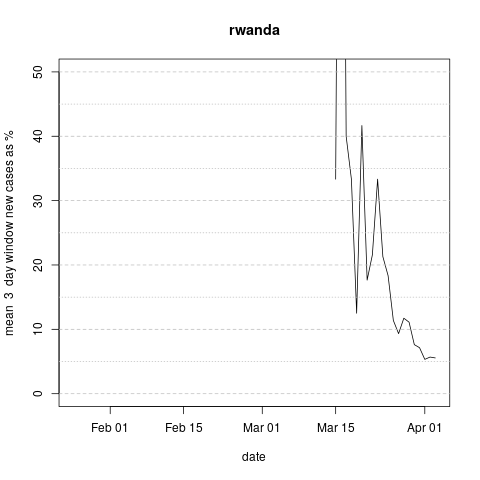 rwanda
mean 3 day window new cases as %
50
40
30
20
10
0
Feb 01
Feb 15
Mar 01
Mar 15
Apr 01
date